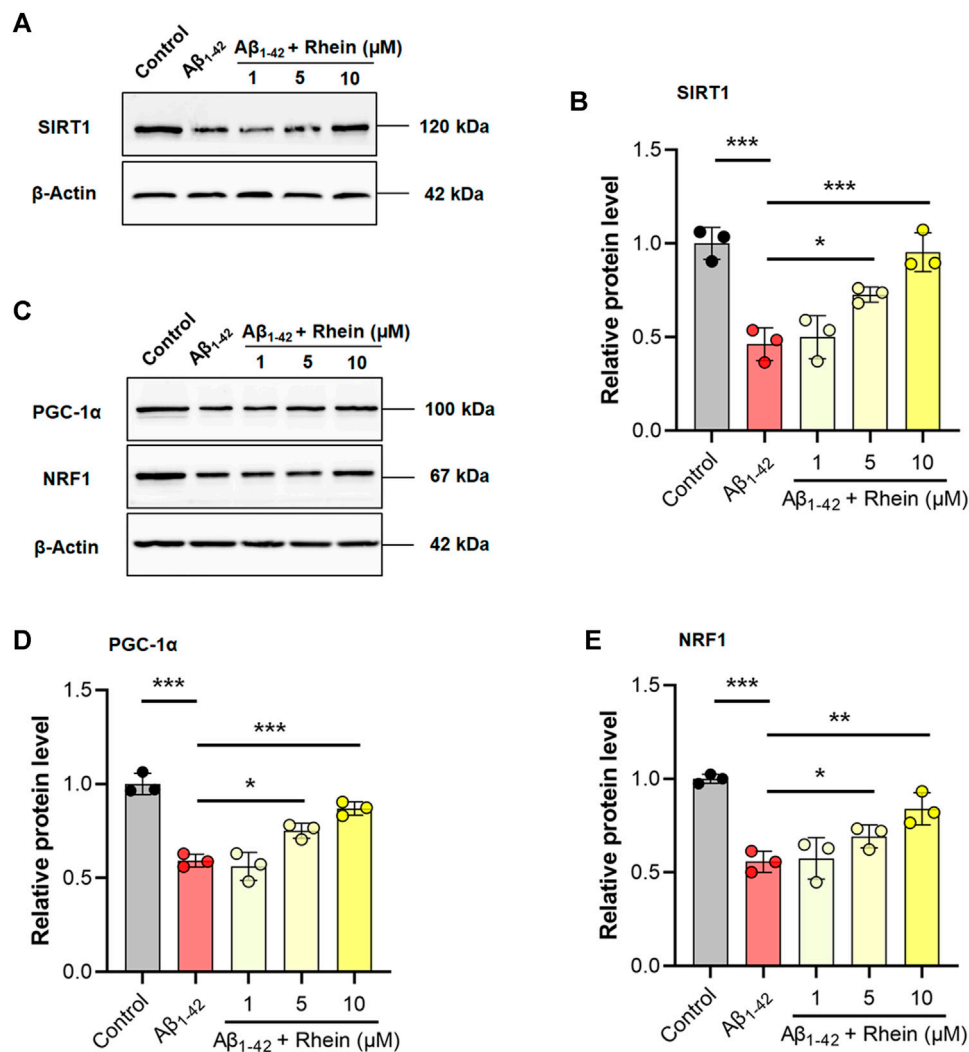 A
Control
Aβ1-42
Aβ1-42 + Rhein (μM)
1 5 10
SIRT1
120 kDa
β-Actin
42 kDa
B
SIRT1
Relative protein level
1.5
1.0
0.5
0.0
***
***
*
Control
Aβ1-42
1 5 10
Aβ1-42 + Rhein (μM)
C
Control
Aβ1-42
Aβ1-42 + Rhein (μM)
1 5 10
PGC-1α
100 kDa
NRF1
67 kDa
β-Actin
42 kDa
D
PGC-1α
Relative protein level
1.5
1.0
0.5
0.0
***
***
*
Control
Aβ1-42
1 5 10
Aβ1-42 + Rhein (μM)
E
NRF1
Relative protein level
1.5
1.0
0.5
0.0
***
**
*
Control
Aβ1-42
1 5 10
Aβ1-42 + Rhein (μM)